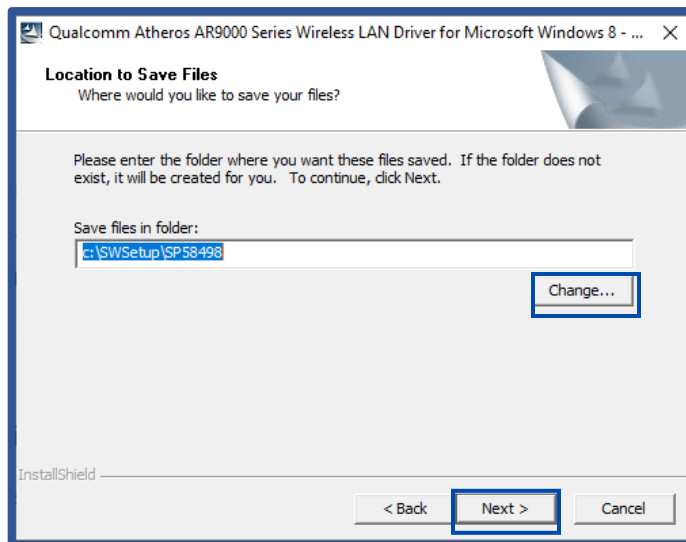 Qualcomm Atheros AR9000 Series Wireless LAN Driver for Microsoft Windows 8 - ...
Location to Save Files
Where would you like to save your files?
Please enter the folder where you want these files saved.  If the folder does not
exist, it will be created for you.   To continue, click Next.
Save files in folder:
c:\SWSetup\SP58498
Change...
InstallShield
< Back
Next >
Cancel